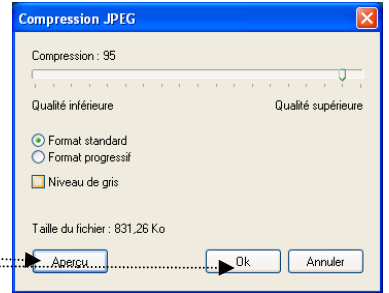 Compression JPEG
Compression : 95
Qualité inférieure Qualité supérieure
Format standard
Format progressif
Niveau de gris
Taille du fichier : 831,26 Ko
Aperçu Ok Annuler